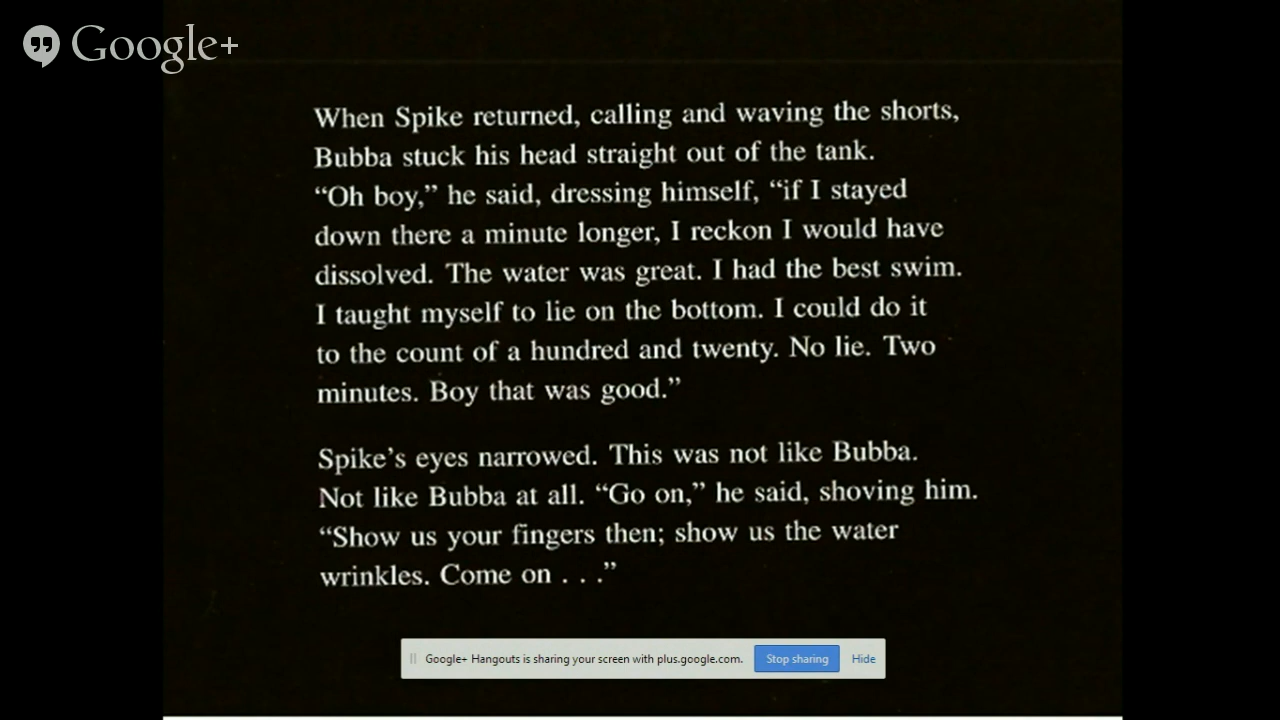 Google+
When Spike returned, calling and waving the shorts,
Bubba stuck his head straight out of the tank.
“Oh boy,” he said, dressing himself, “if I stayed
down there a minute longer, I reckon I would have
dissolved. The water was great. I had the best swim.
I taught myself to lie on the bottom. I could do it
to the count of a hundred and twenty. No lie. Two
minutes. Boy that was good.”
Spike’s eyes narrowed. This was not like Bubba.
Not like Bubba at all. “Go on,” he said, shoving him.
“Show us your fingers then; show us the water
wrinkles. Come on . . .”
Google+ Hangouts is sharing your screen with plus.google.com. Stop sharing Hide